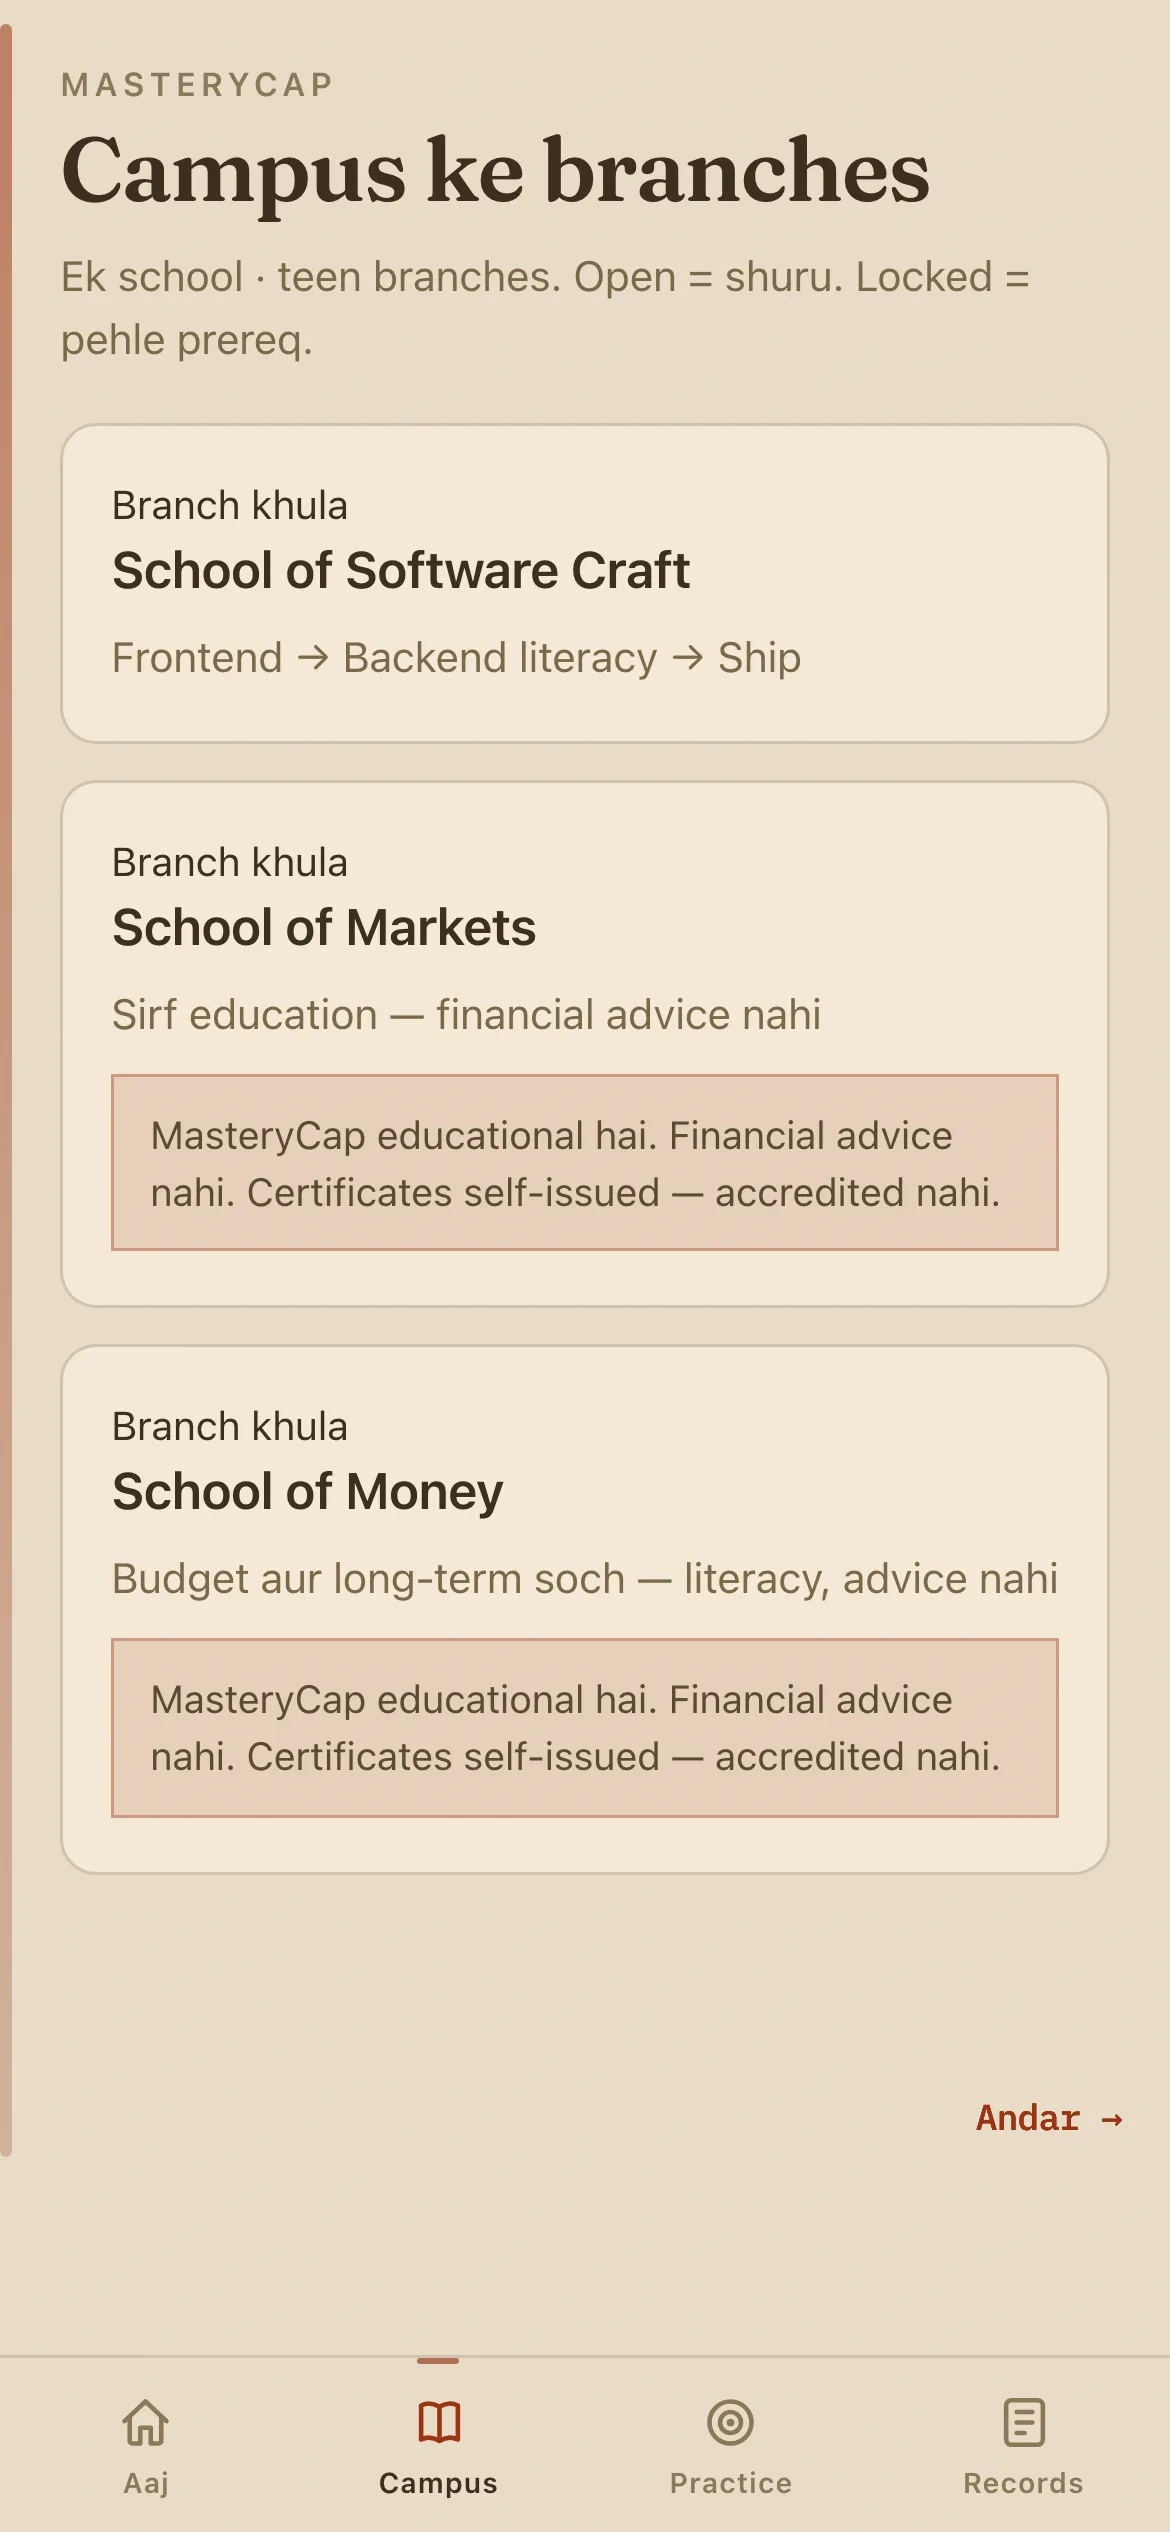 MASTERYCAP
Campus ke branches
Ek school · teen branches. Open = shuru. Locked =
pehle prereq.
Branch khula
School of Software Craft
Frontend → Backend literacy → Ship
Branch khula
School of Markets
Sirf education — financial advice nahi
MasteryCap educational hai. Financial advice
nahi. Certificates self-issued — accredited nahi.
Branch khula
School of Money
Budget aur long-term soch — literacy, advice nahi
MasteryCap educational hai. Financial advice
nahi. Certificates self-issued — accredited nahi.
Andar →
Aaj
Campus
Practice
Records